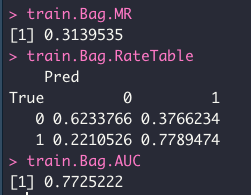 > train.Bag.MR
[1] 0.3139535
> train.Bag.RateTable
Pred
True 0 1
0 0.6233766 0.3766234
1 0.2210526 0.7789474
> train.Bag.AUC
[1] 0.7725222